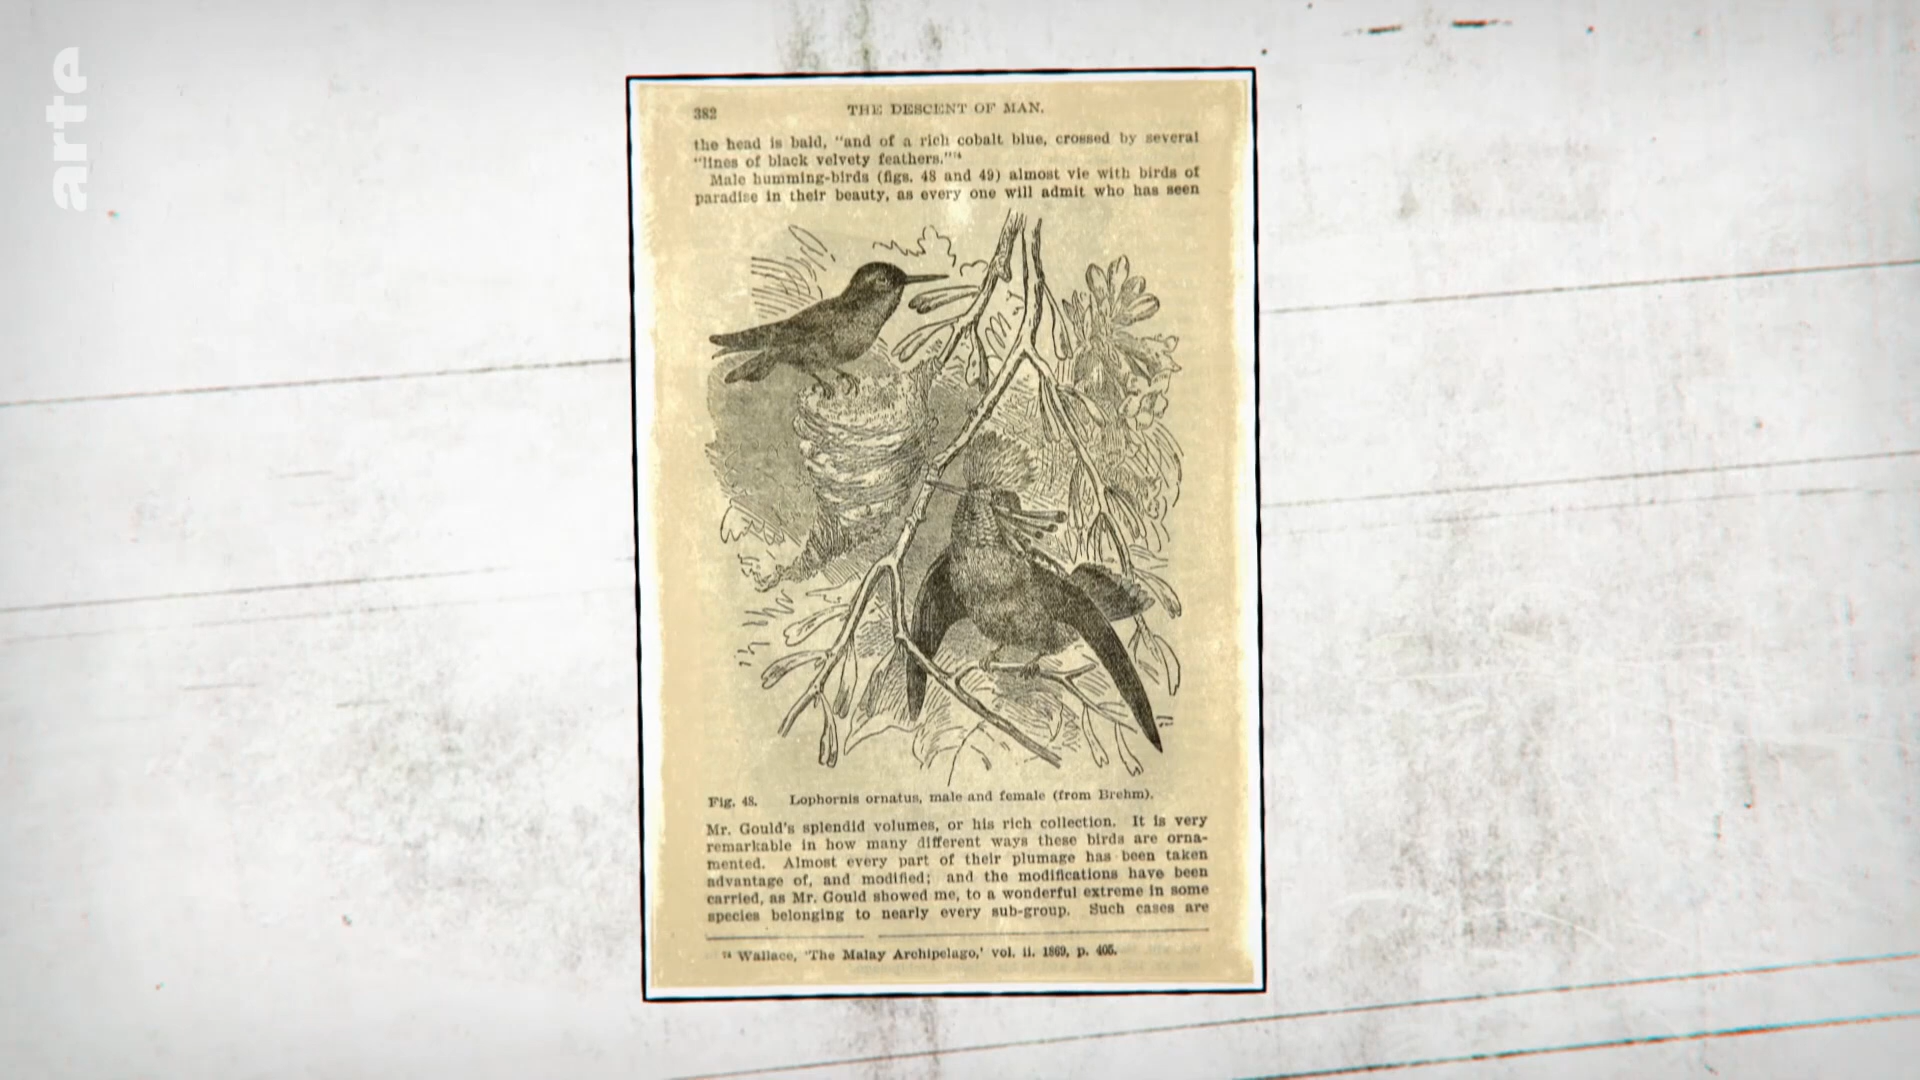 arte
382 THE DESCENT OF MAN.
the head is bald, "and of a rich cobalt blue, crossed by several
"lines of black velvety feathers."74
Male humming-birds (figs. 48 and 49) almost vie with birds of
paradise in their beauty, as every one will admit who has seen
Fig. 48. Lophornis ornatus, male and female (from Brehm).
Mr. Gould's splendid volumes, or his rich collection. It is very
remarkable in how many different ways these birds are orna-
mented. Almost every part of their plumage has been taken
advantage of, and modified; and the modifications have been
carried, as Mr. Gould showed me, to a wonderful extreme in some
species belonging to nearly every sub-group. Such cases are
74 Wallace, 'The Malay Archipelago,' vol. ii. 1869, p. 405.